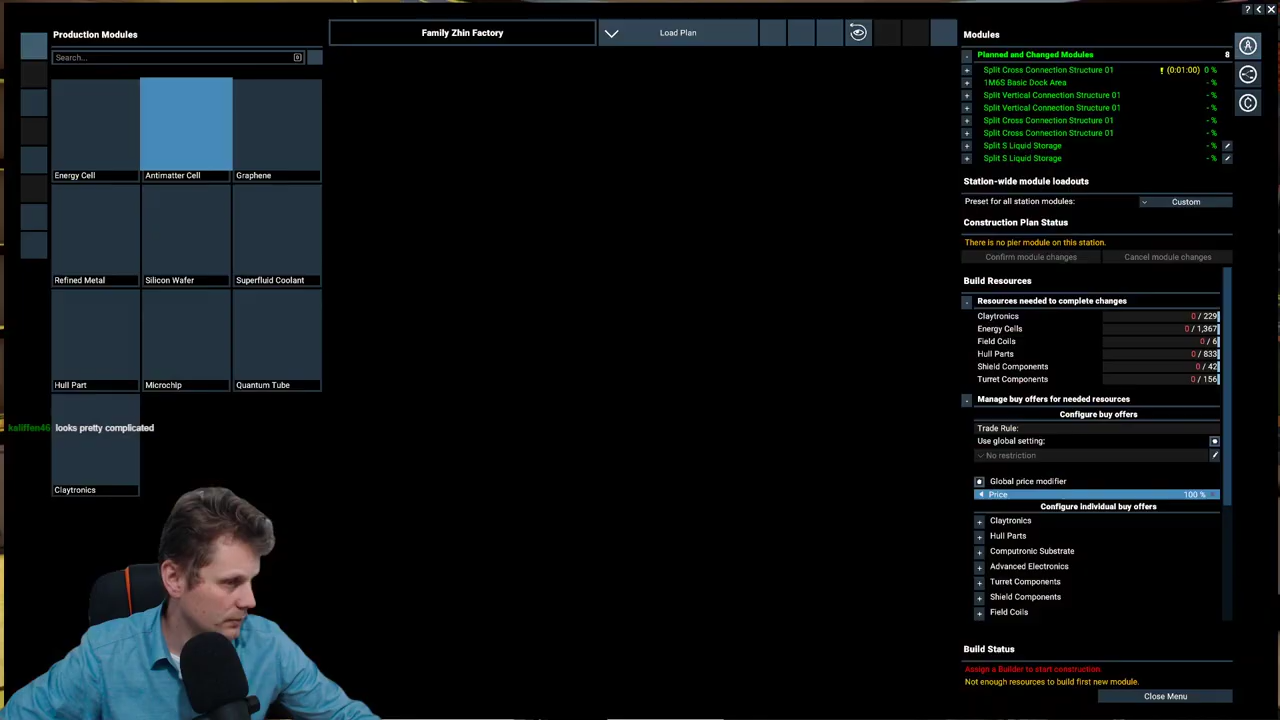 Production Modules
Search...
Energy Cell
Antimatter Cell
Graphene
Refined Metal
Silicon Wafer
Superfluid Coolant
Hull Part
Microchip
Quantum Tube
Claytronics
kaliffen46 looks pretty complicated
Family Zhin Factory
Load Plan
Modules
Planned and Changed Modules 8
Split Cross Connection Structure 01 ! (0:01:00) 0 %
1M6S Basic Dock Area - %
Split Vertical Connection Structure 01 - %
Split Vertical Connection Structure 01 - %
Split Cross Connection Structure 01 - %
Split Cross Connection Structure 01 - %
Split S Liquid Storage - %
Split S Liquid Storage - %
Station-wide module loadouts
Preset for all station modules: Custom
Construction Plan Status
There is no pier module on this station.
Confirm module changes Cancel module changes
Build Resources
Resources needed to complete changes
Claytronics 0 / 229
Energy Cells 0 / 1,367
Field Coils 0 / 6
Hull Parts 0 / 833
Shield Components 0 / 42
Turret Components 0 / 156
Manage buy offers for needed resources
Configure buy offers
Trade Rule:
Use global setting:
No restriction
Global price modifier
Price 100 %
Configure individual buy offers
Claytronics
Hull Parts
Computronic Substrate
Advanced Electronics
Turret Components
Shield Components
Field Coils
Build Status
Assign a Builder to start construction.
Not enough resources to build first new module.
Close Menu